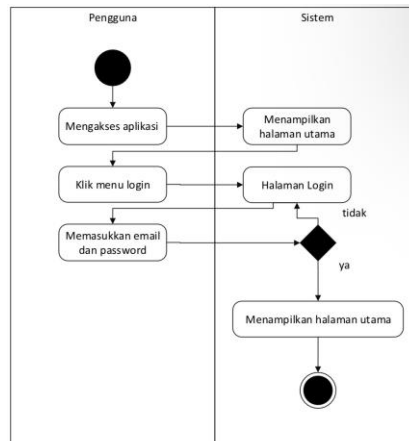 Pengguna
Sistem
Mengakses aplikasi
Menampilkan
halaman utama
Klik menu login
Halaman Login
tidak
Memasukkan email
dan password
ya
Menampilkan halaman utama